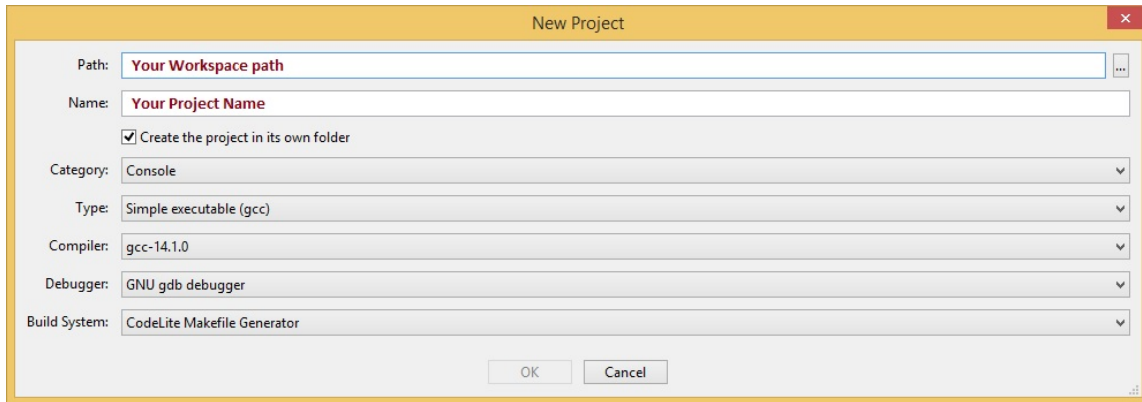 New Project
Path: Your Workspace path ...
Name: Your Project Name
Create the project in its own folder
Category: Console
Type: Simple executable (gcc)
Compiler: gcc-14.1.0
Debugger: GNU gdb debugger
Build System: CodeLite Makefile Generator
OK Cancel